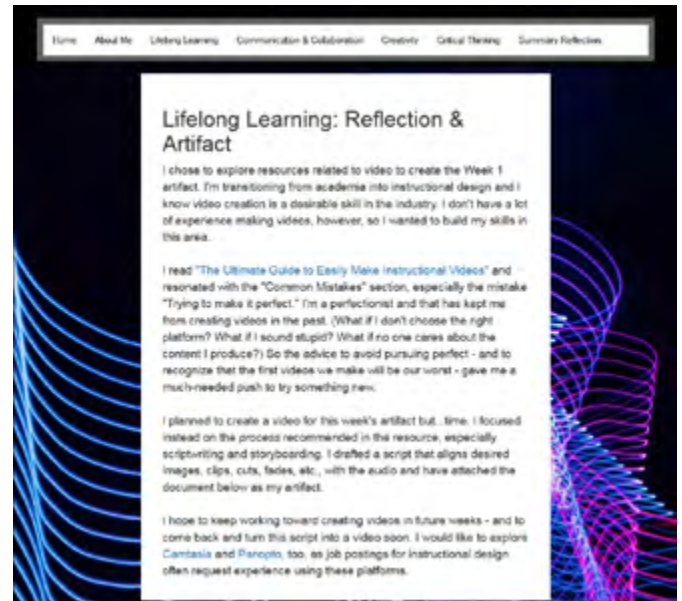 Home About Me Lifelong Learning Communication & Collaboration Creativity Critical Thinking Summary Reflection
Lifelong Learning: Reflection &
Artifact
I chose to explore resources related to video to create the Week 1
artifact. I'm transitioning from academia into instructional design and I
know video creation is a desirable skill in the industry. I don't have a lot
of experience making videos, however, so I wanted to build my skills in
this area.
I read "The Ultimate Guide to Easily Make Instructional Videos" and
resonated with the "Common Mistakes" section, especially the mistake
"Trying to make it perfect." I'm a perfectionist and that has kept me
from creating videos in the past. (What if I don't choose the right
platform? What if I sound stupid? What if no one cares about the
content I produce?) So the advice to avoid pursuing perfect - and to
recognize that the first videos we make will be our worst - gave me a
much-needed push to try something new.
I planned to create a video for this week's artifact but...time. I focused
instead on the process recommended in the resource, especially
scriptwriting and storyboarding. I drafted a script that aligns desired
images, clips, cuts, fades, etc., with the audio and have attached the
document below as my artifact.
I hope to keep working toward creating videos in future weeks - and to
come back and turn this script into a video soon. I would like to explore
Camtasia and Panopto, too, as job postings for instructional design
often request experience using these platforms.